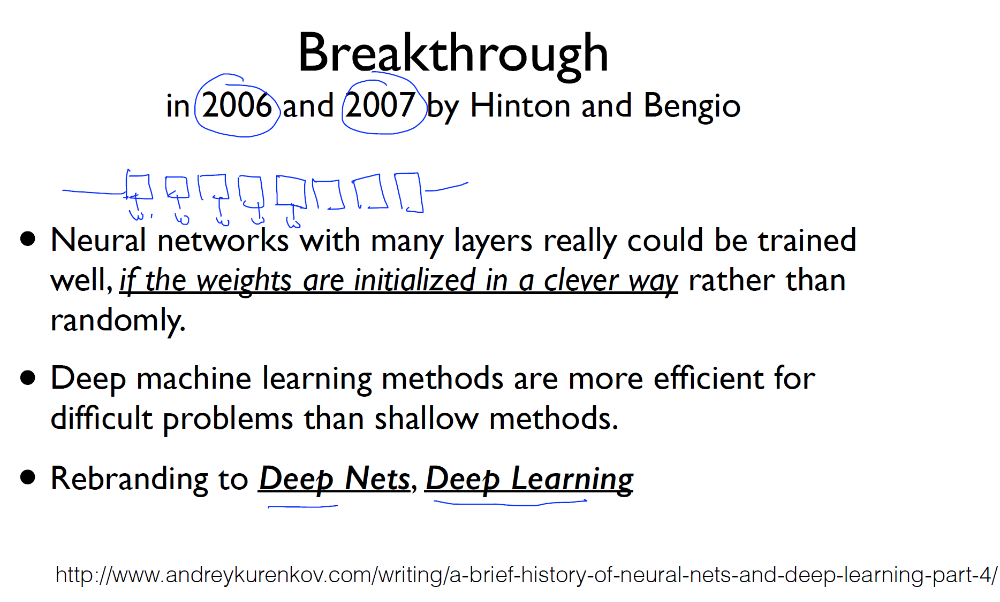 Breakthrough
in 2006 and 2007 by Hinton and Bengio
w, w w w w
• Neural networks with many layers really could be trained
well, if the weights are initialized in a clever way rather than
randomly.
• Deep machine learning methods are more efficient for
difficult problems than shallow methods.
• Rebranding to Deep Nets, Deep Learning
http://www.andreykurenkov.com/writing/a-brief-history-of-neural-nets-and-deep-learning-part-4/